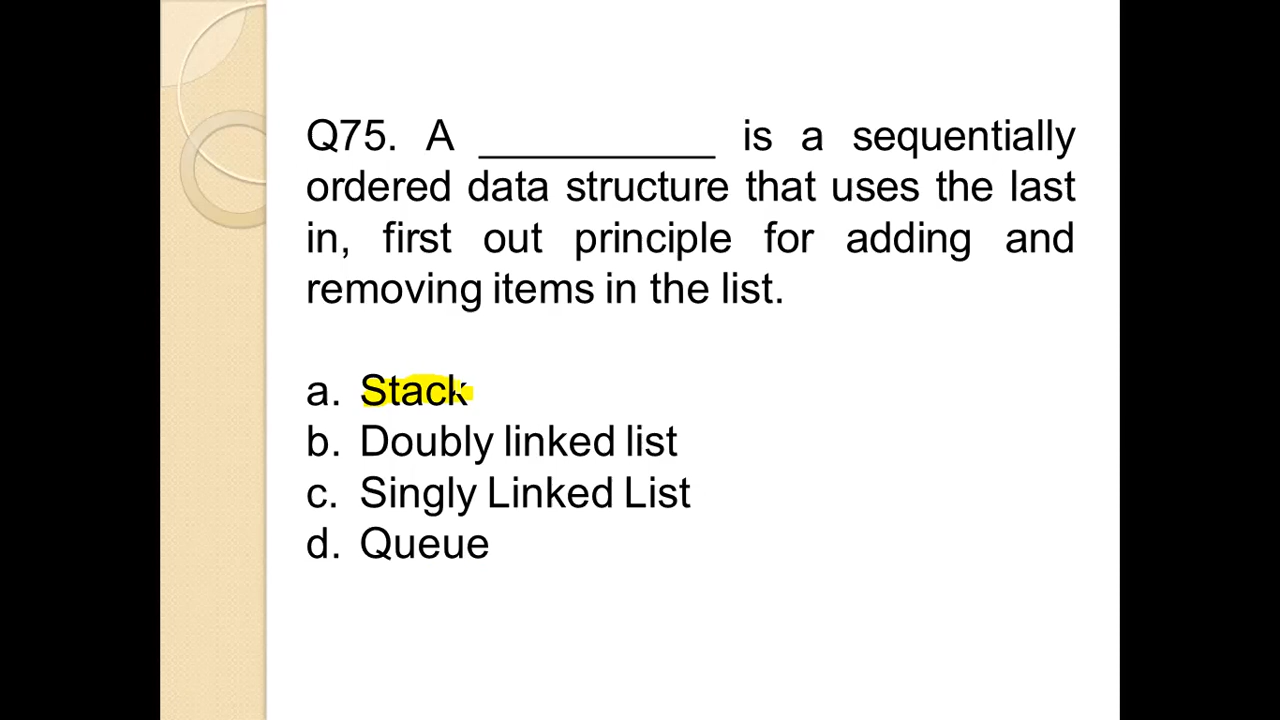 Q75. A ___________ is a sequentially
ordered data structure that uses the last
in, first out principle for adding and
removing items in the list.
a. Stack
b. Doubly linked list
c. Singly Linked List
d. Queue